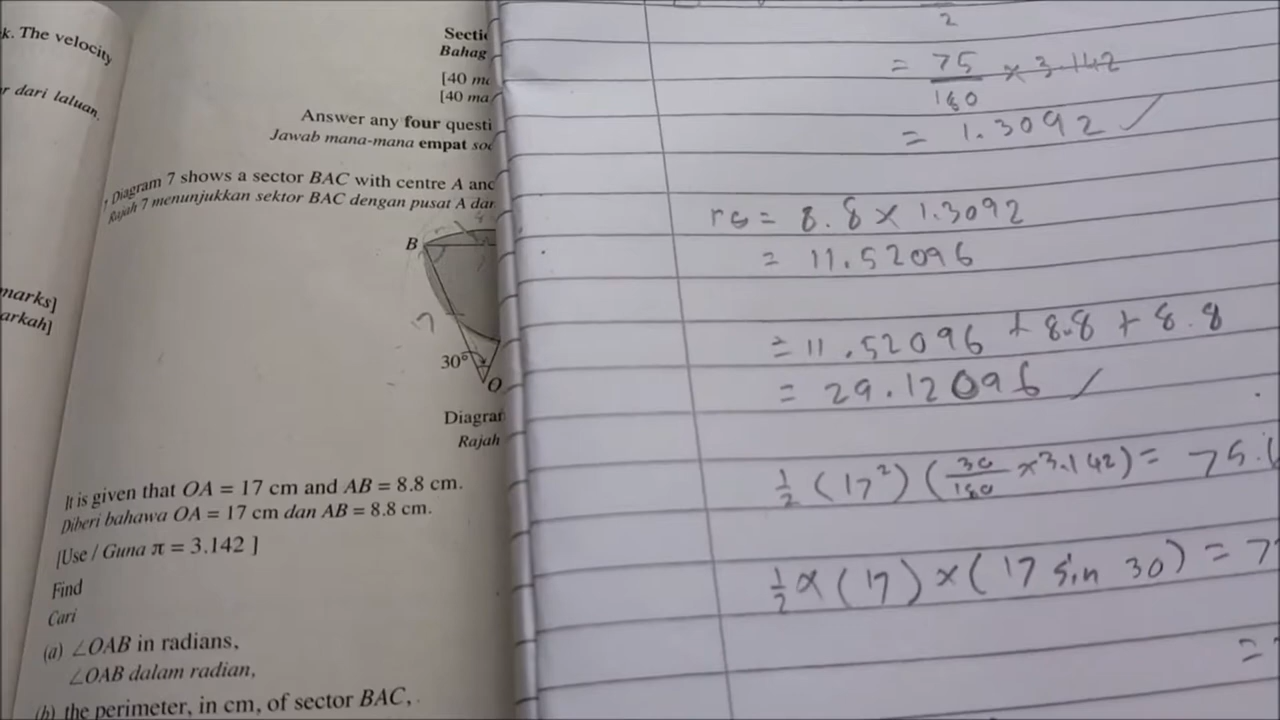 k. The velocity
r dari laluan.
marks]
arkah]
Secti
Bahag
[40 ma
[40 ma
Answer any four questi
Jawab mana-mana empat so
Diagram 7 shows a sector BAC with centre A and
Rajah 7 menunjukkan sektor BAC dengan pusat A dar
B
30°
O
Diagra
Rajah
It is given that OA = 17 cm and AB = 8.8 cm.
Diberi bahawa OA = 17 cm dan AB = 8.8 cm.
[Use / Guna π = 3.142 ]
Find
Cari
(a) ∠OAB in radians,
∠OAB dalam radian,
(b) the perimeter, in cm, of sector BAC,
2
= 75/180 × 3.142
= 1.3092 ✓
rθ = 8.8 × 1.3092
= 11.52096
= 11.52096 + 8.8 + 8.8
= 29.12096 /
1/2 (17²) (30/180 × 3.142) = 75.
1/2 × (17) × (17 sin 30) = 7
=